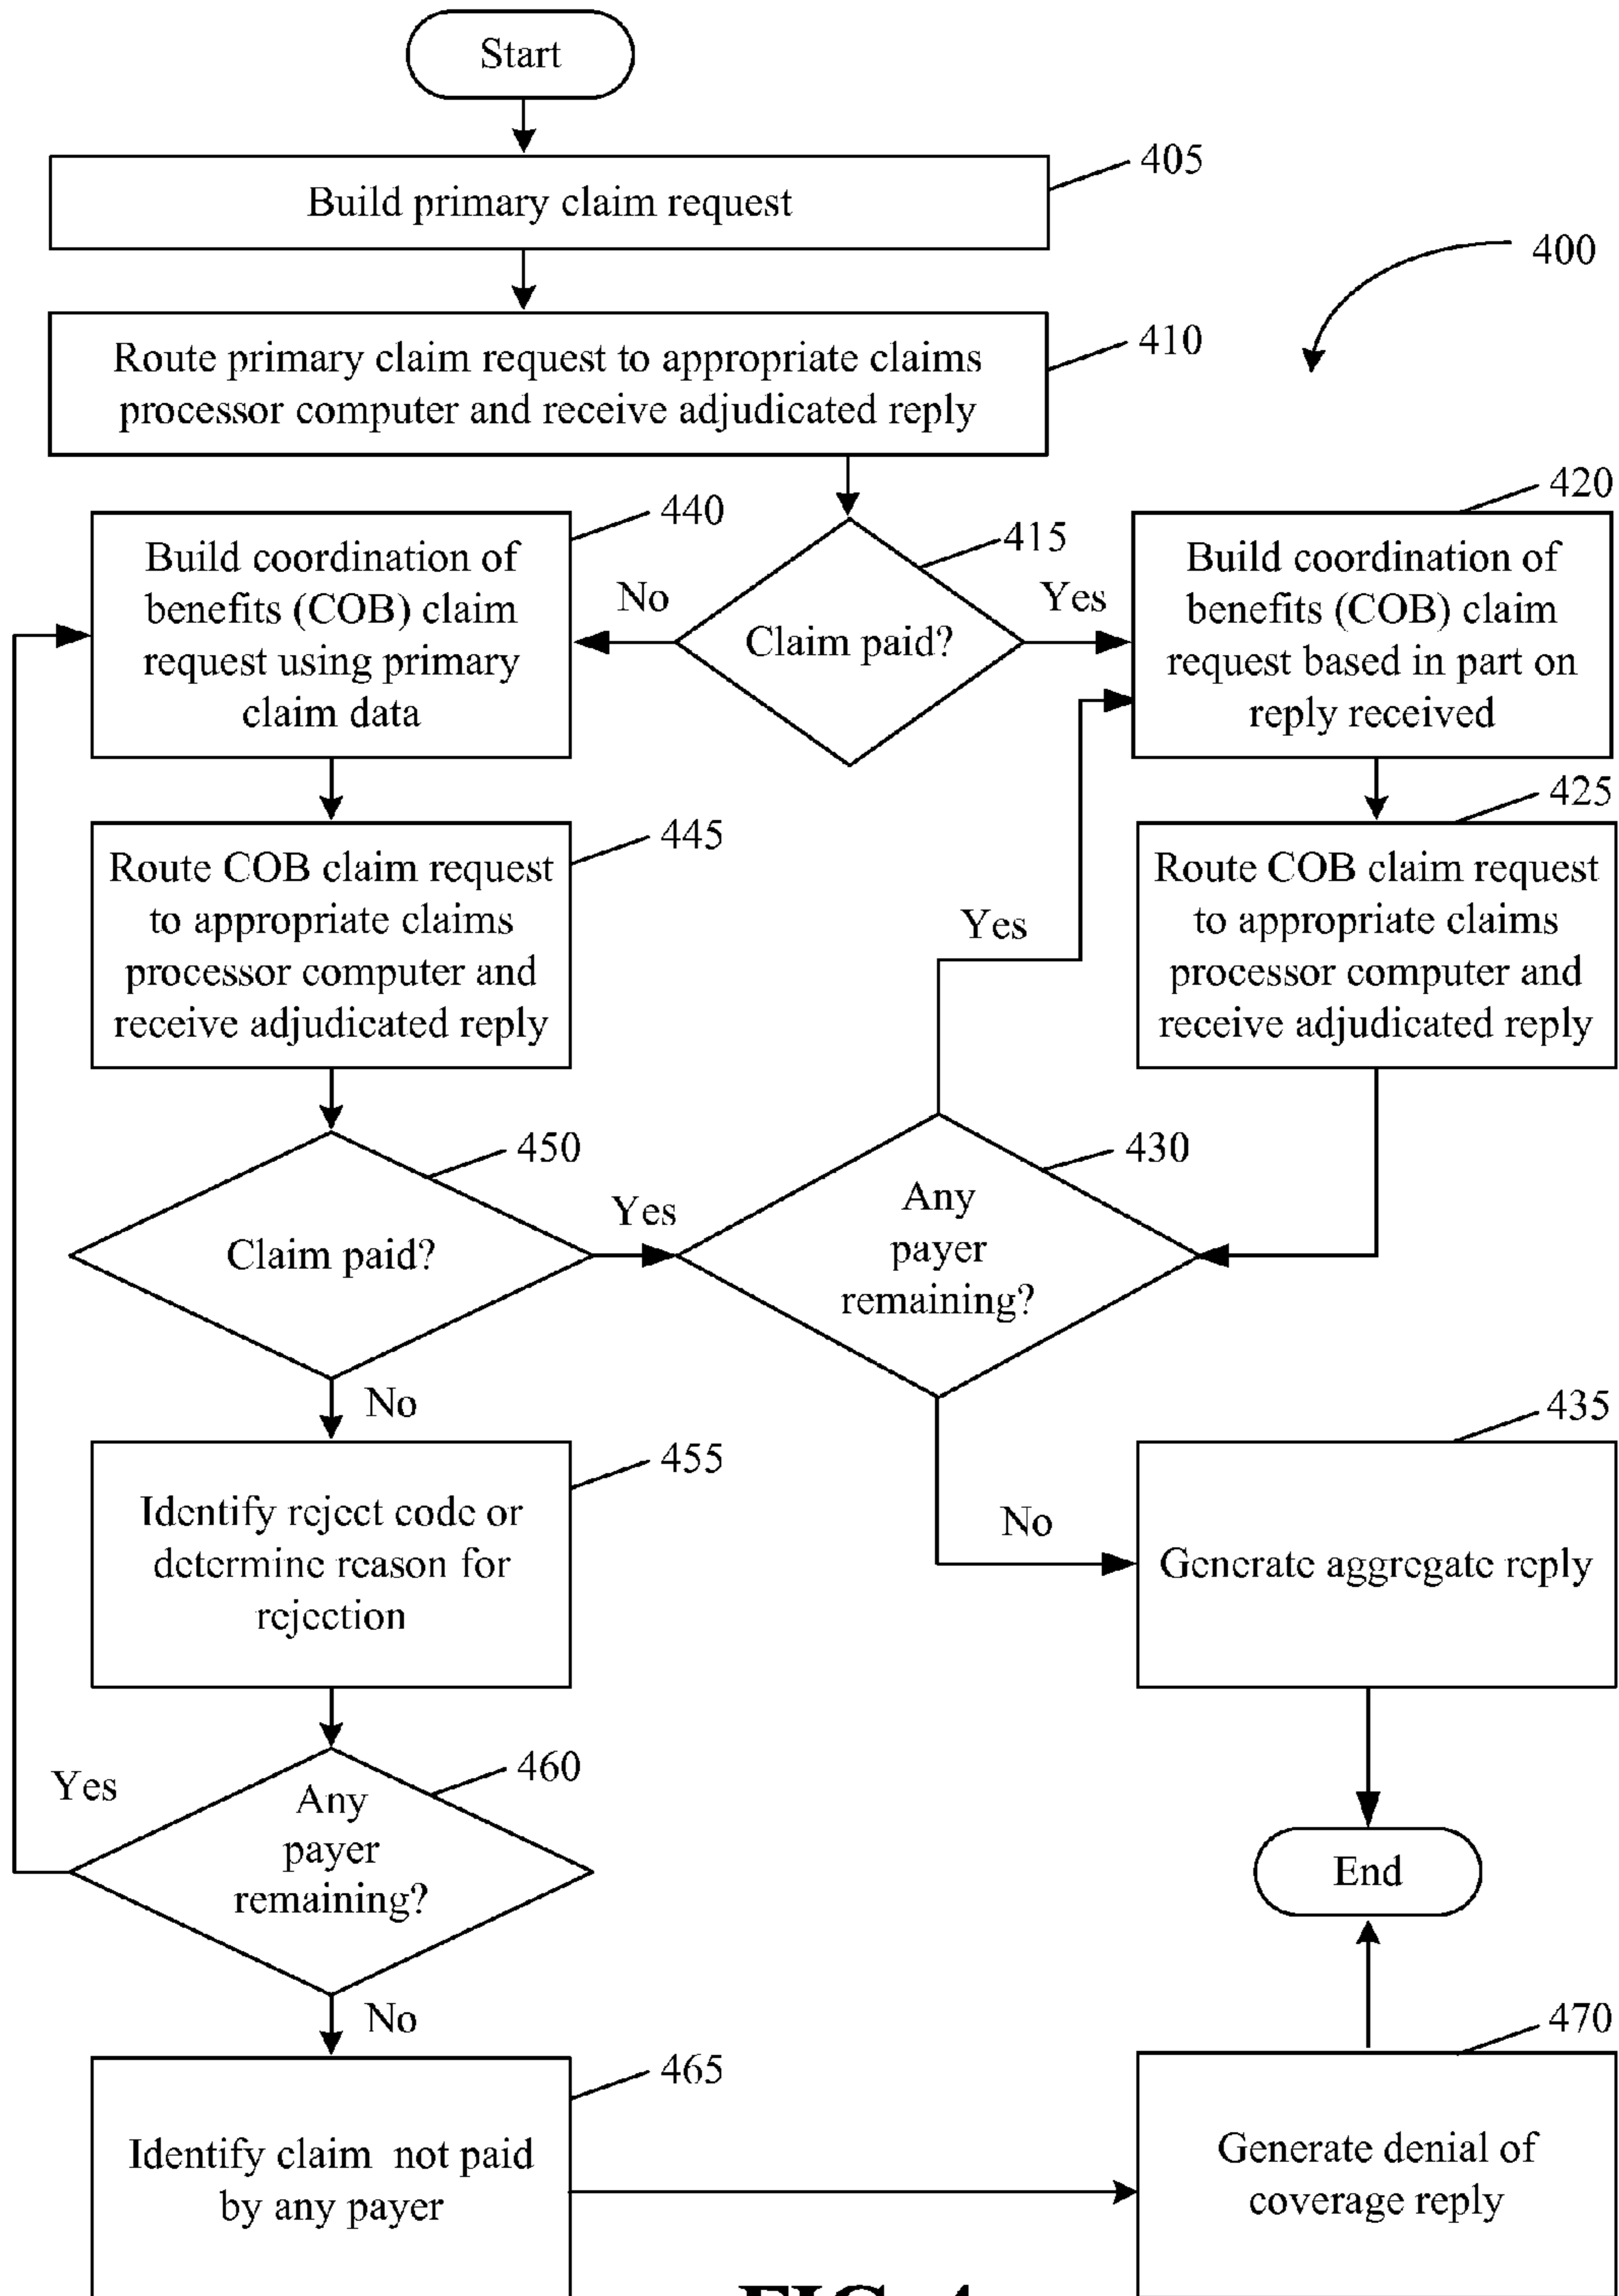 Start
405
Build primary claim request
400
410
Route primary claim request to appropriate claims
processor computer and receive adjudicated reply
440
Build coordination of
benefits (COB) claim
request using primary
claim data
415
No
Claim paid?
Yes
420
Build coordination of
benefits (COB) claim
request based in part on
reply received
445
Route COB claim request
to appropriate claims
processor computer and
receive adjudicated reply
425
Route COB claim request
to appropriate claims
processor computer and
receive adjudicated reply
Yes
450
Claim paid?
Yes
430
Any
payer
remaining?
No
455
Identify reject code or
determine reason for
rejection
No
435
Generate aggregate reply
Yes
460
Any
payer
remaining?
End
No
465
Identify claim not paid
by any payer
470
Generate denial of
coverage reply
FIG. 4